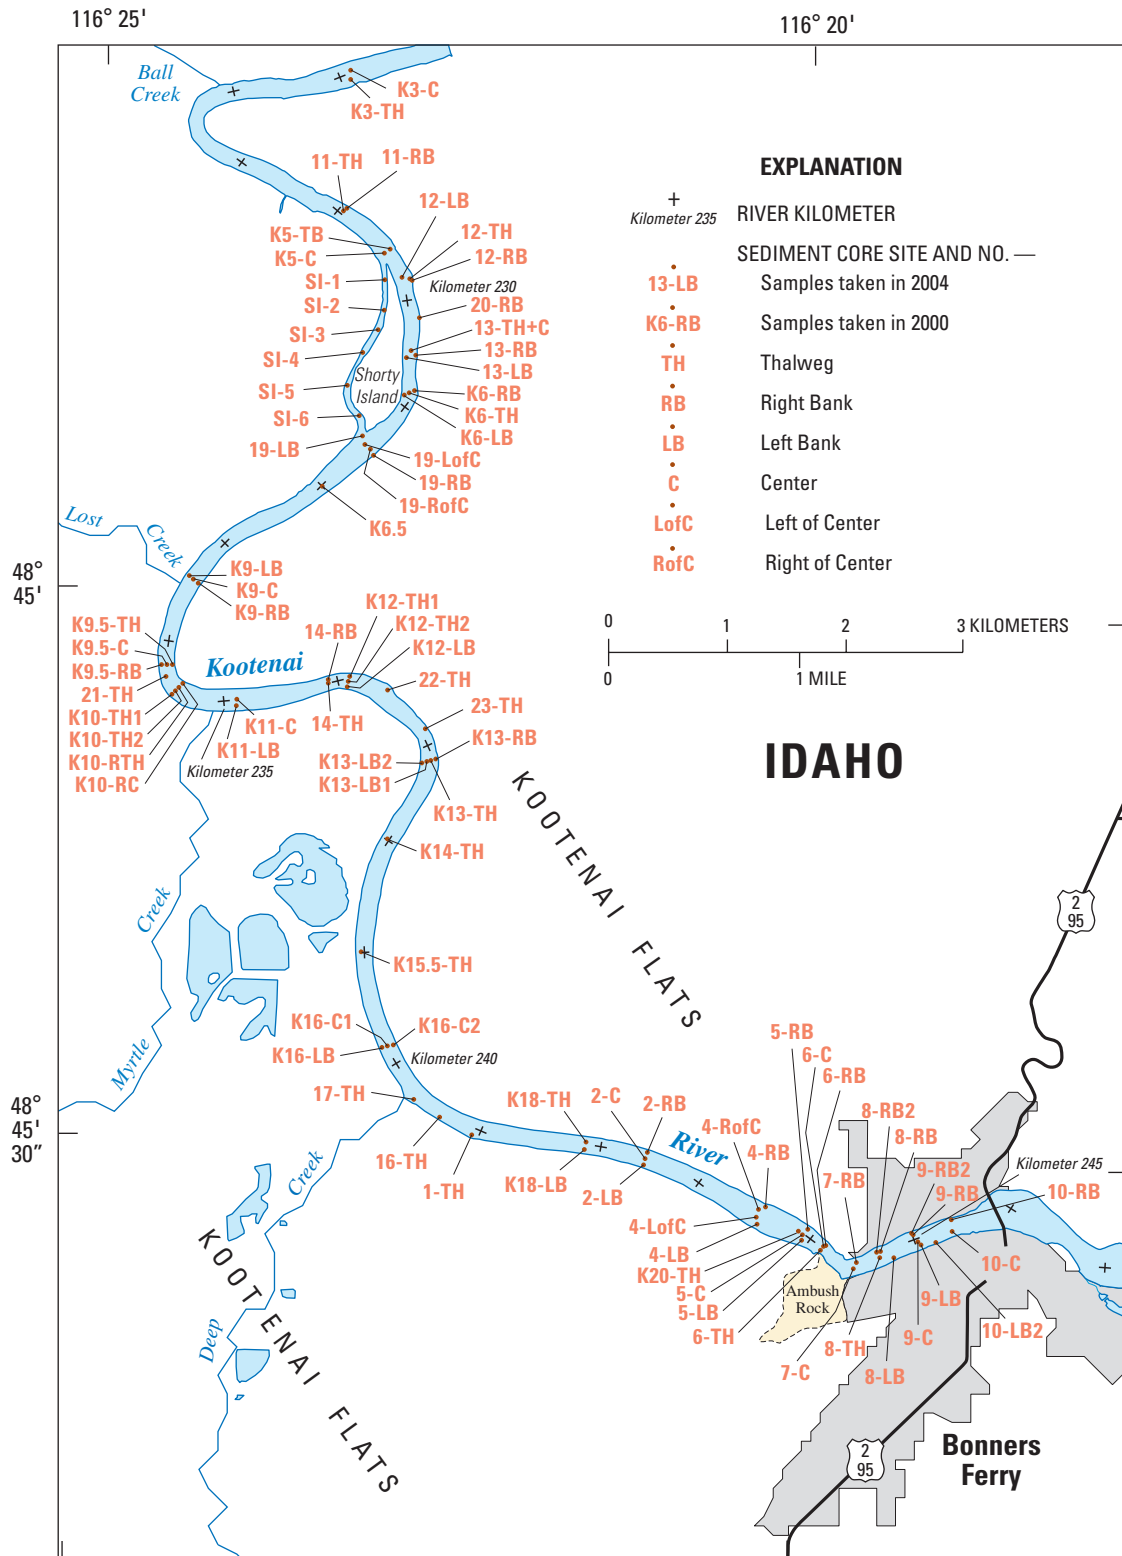 116° 25'
116° 20'
Ball
Creek
K3-C
K3-TH
11-TH
11-RB
12-LB
K5-TB
K5-C
12-TH
12-RB
SI-1
Kilometer 230
SI-2
20-RB
SI-3
13-TH+C
SI-4
13-RB
13-LB
Shorty
Island
SI-5
K6-RB
K6-TH
SI-6
K6-LB
19-LB
19-LofC
19-RB
19-RofC
K6.5
EXPLANATION
+
Kilometer 235
RIVER KILOMETER
SEDIMENT CORE SITE AND NO. —
13-LB
Samples taken in 2004
K6-RB
Samples taken in 2000
TH
Thalweg
RB
Right Bank
LB
Left Bank
C
Center
LofC
Left of Center
RofC
Right of Center
Lost
Creek
48°
45'
K9-LB
K9-C
K9-RB
0 1 2 3 KILOMETERS
0 1 MILE
K9.5-TH
K9.5-C
K9.5-RB
21-TH
K10-TH1
K10-TH2
K10-RTH
K10-RC
Kootenai
14-RB
K12-TH1
K12-TH2
K12-LB
22-TH
14-TH
K11-C
K11-LB
Kilometer 235
23-TH
K13-RB
K13-LB2
K13-LB1
K13-TH
IDAHO
KOOTENAI FLATS
K14-TH
Creek
Myrtle
2
95
K15.5-TH
K16-C1
K16-C2
K16-LB
Kilometer 240
17-TH
48°
45'
30"
16-TH
1-TH
Creek
Deep
K18-TH
K18-LB
2-C
2-RB
2-LB
River
4-RofC
4-RB
5-RB
6-C
6-RB
7-RB
8-RB2
8-RB
9-RB2
9-RB
Kilometer 245
10-RB
4-LofC
4-LB
K20-TH
5-C
5-LB
6-TH
Ambush
Rock
7-C
8-TH
8-LB
9-C
9-LB
10-LB2
10-C
KOOTENAI FLATS
2
95
Bonners
Ferry